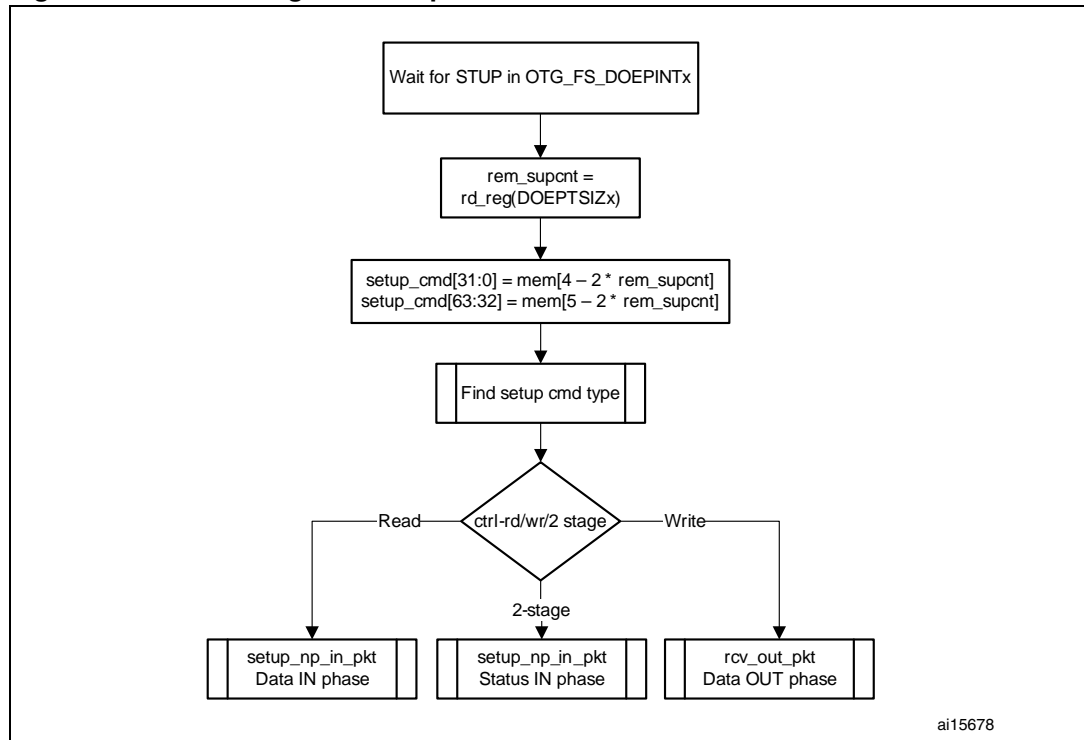 Wait for STUP in OTG_FS_DOEPINTx
rem_supcnt =
rd_reg(DOEPTSIZx)
setup_cmd[31:0] = mem[4 – 2 * rem_supcnt]
setup_cmd[63:32] = mem[5 – 2 * rem_supcnt]
Find setup cmd type
Read
ctrl-rd/wr/2 stage
Write
2-stage
setup_np_in_pkt
Data IN phase
setup_np_in_pkt
Status IN phase
rcv_out_pkt
Data OUT phase
ai15678